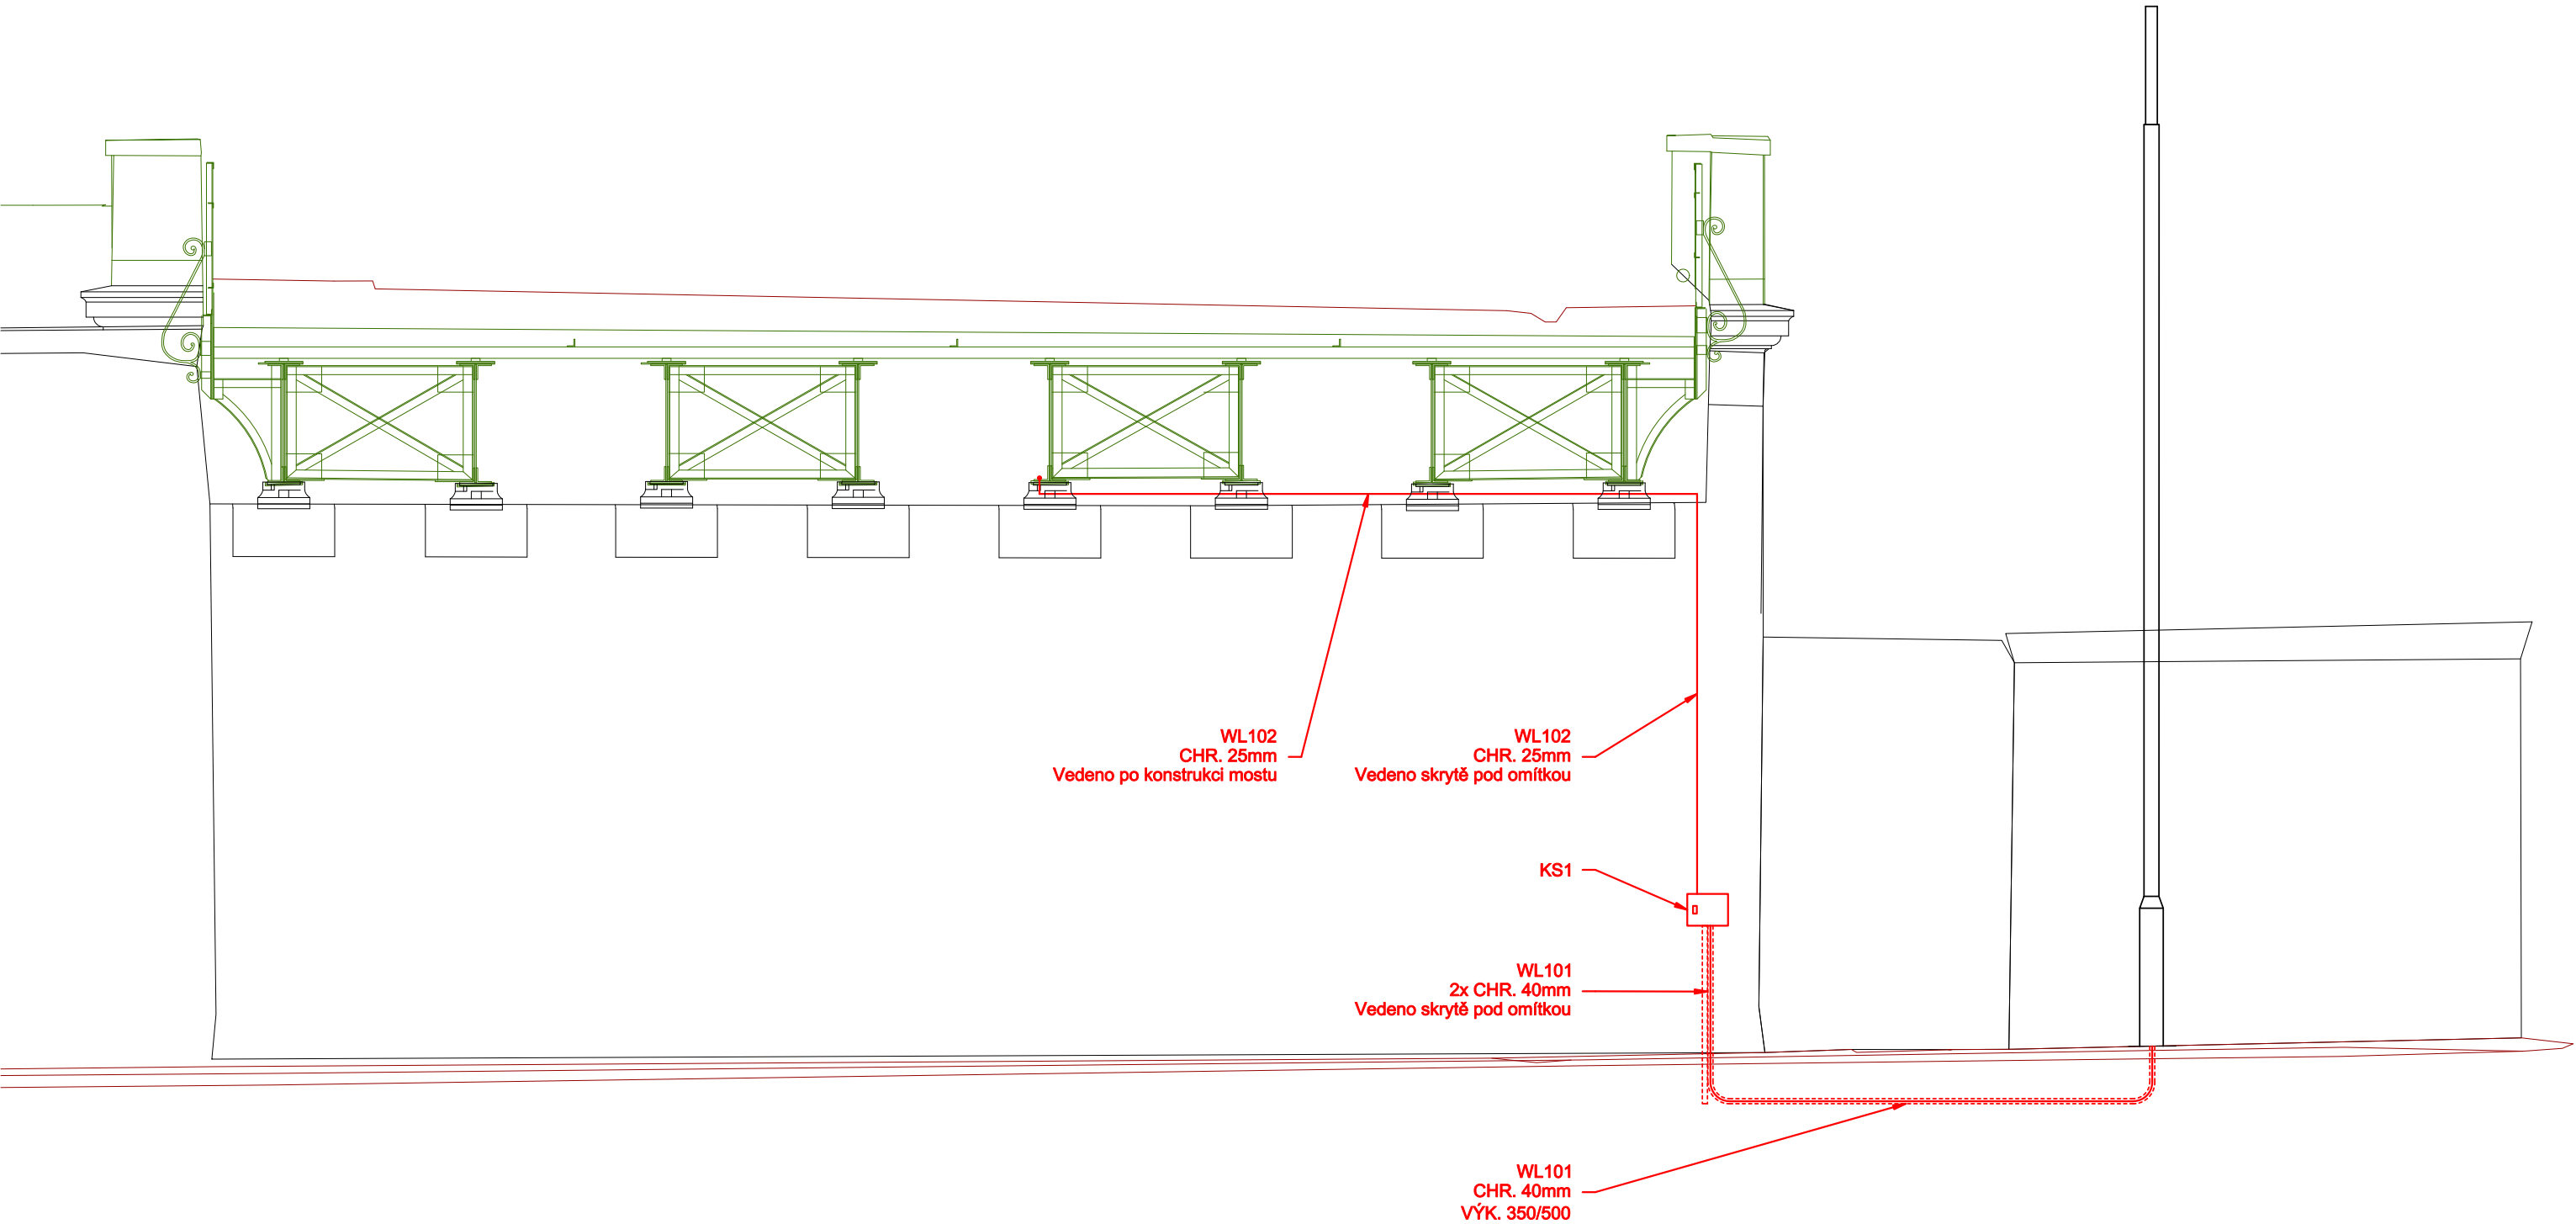 WL102
CHR. 25mm
Vedeno po konstrukci mostu
WL102
CHR. 25mm
Vedeno skrytě pod omítkou
KS1
WL101
2x CHR. 40mm
Vedeno skrytě pod omítkou
WL101
CHR. 40mm
VÝK. 350/500